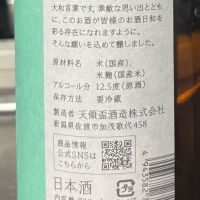 大和言葉です。素敵な思い出とともに、
このお酒が皆様のお酒日和を
彩る存在になれますように。
そんな願いを込めて醸しています。
原材料名 米（国産）、
米麹（国産米）
アルコール分 12.5度（原酒）
保存方法 要冷蔵
製造者 天領盃酒造株式会社
新潟県佐渡市加茂歌代458
商品情報・
公式SNSは
こちらから
日本酒